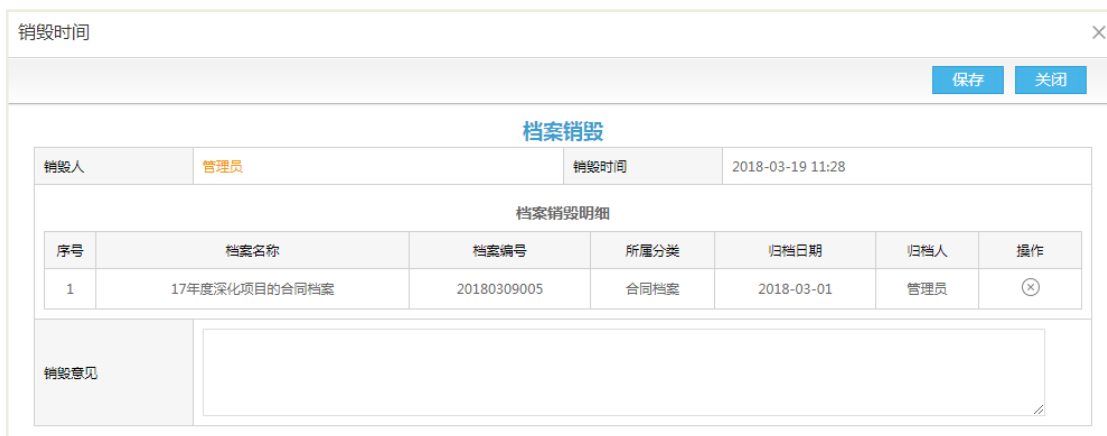 销毁时间
保存 关闭
档案销毁
销毁人 管理员 销毁时间 2018-03-19 11:28
档案销毁明细
序号 档案名称 档案编号 所属分类 归档日期 归档人 操作
1 17年度深化项目的合同档案 20180309005 合同档案 2018-03-01 管理员
销毁意见